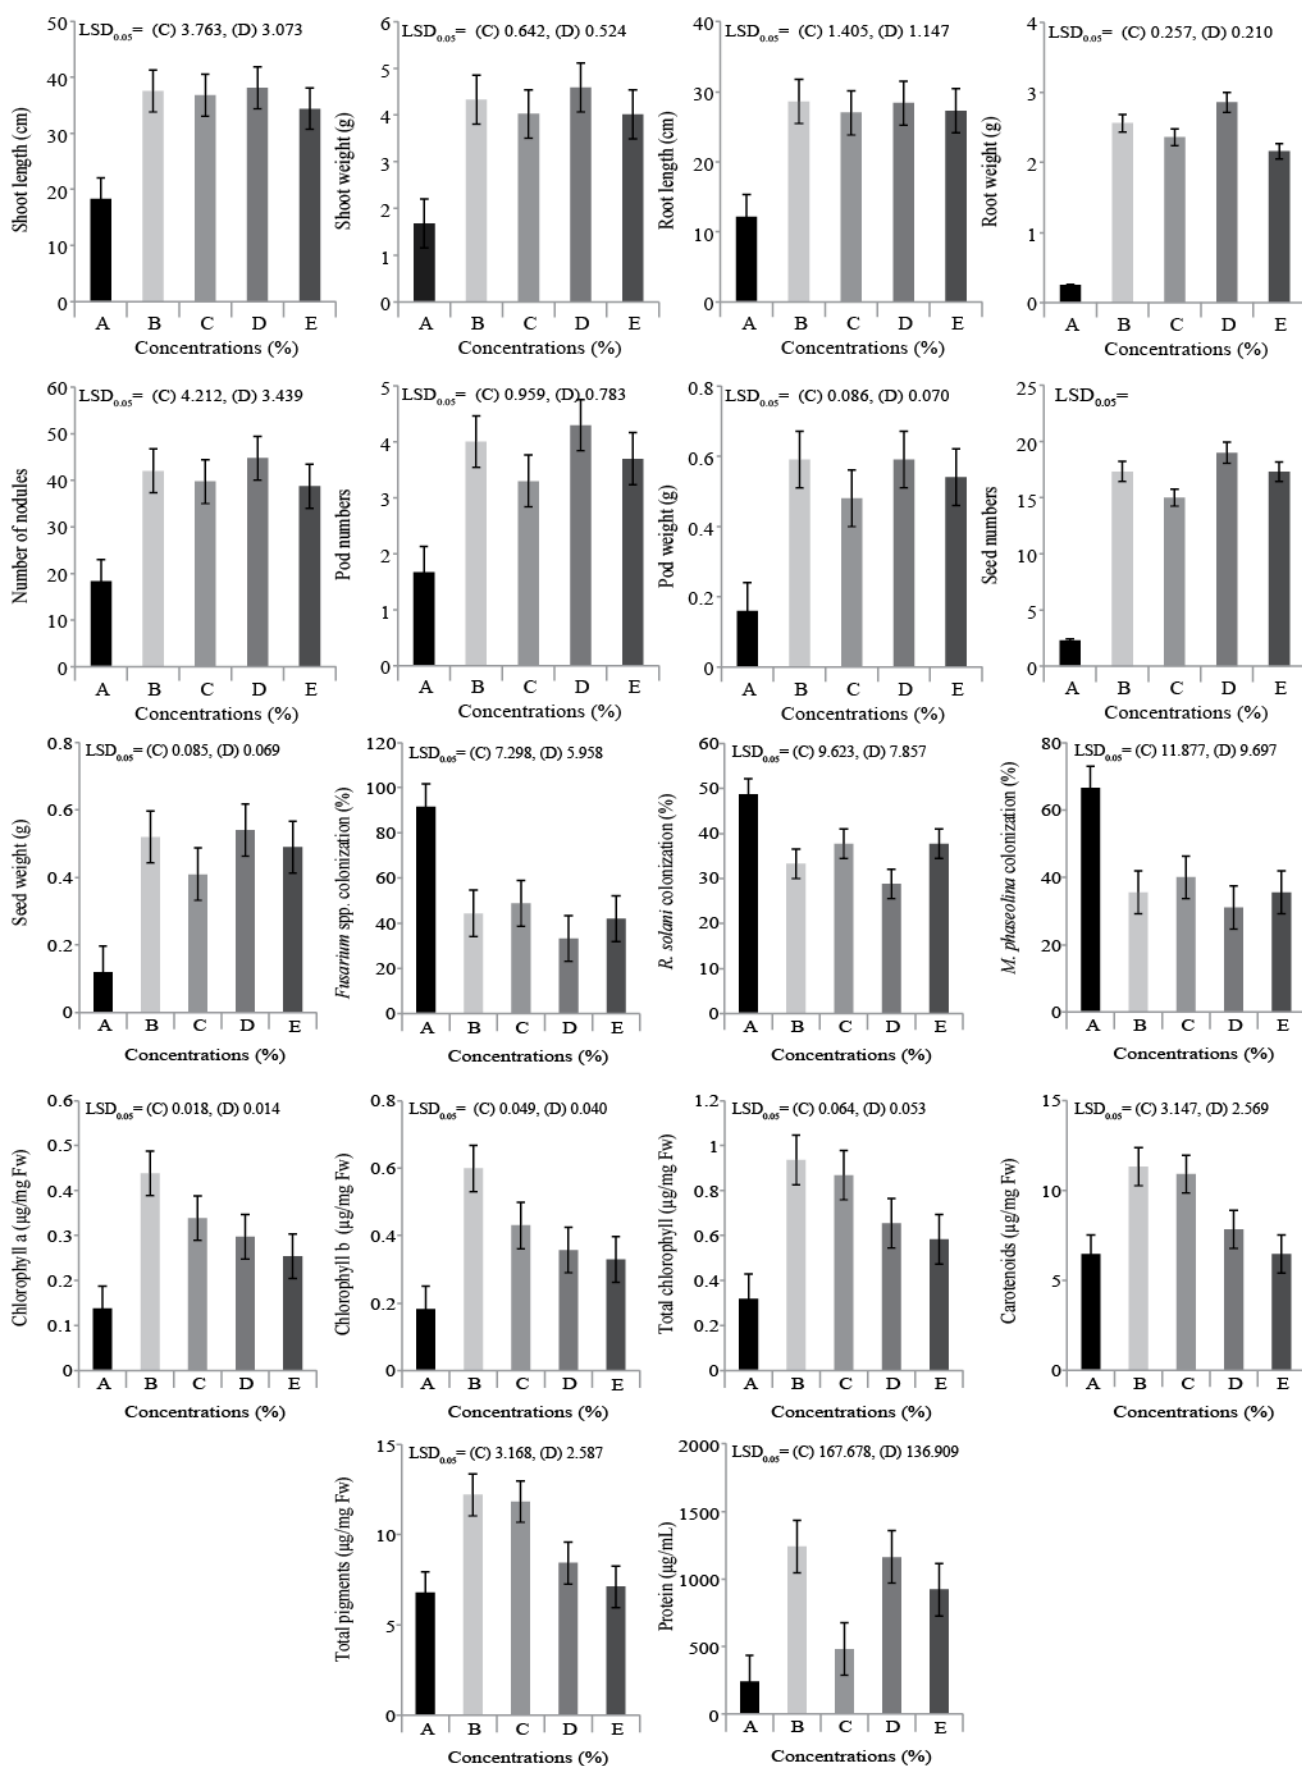 LSD0.05= (C) 3.763, (D) 3.073
Shoot length (cm)
50
40
30
20
10
0
A B C D E
Concentrations (%)
LSD0.05= (C) 0.642, (D) 0.524
Shoot weight (g)
6
5
4
3
2
1
0
A B C D E
Concentrations (%)
LSD0.05= (C) 1.405, (D) 1.147
Root length (cm)
40
30
20
10
0
A B C D E
Concentrations (%)
LSD0.05= (C) 0.257, (D) 0.210
Root weight (g)
4
3
2
1
0
A B C D E
Concentrations (%)
LSD0.05= (C) 4.212, (D) 3.439
Number of nodules
60
50
40
30
20
10
0
A B C D E
Concentrations (%)
LSD0.05= (C) 0.959, (D) 0.783
Pod numbers
5
4
3
2
1
0
A B C D E
Concentrations (%)
LSD0.05= (C) 0.086, (D) 0.070
Pod weight (g)
0.8
0.6
0.4
0.2
0
A B C D E
Concentrations (%)
LSD0.05=
Seed numbers
25
20
15
10
5
0
A B C D E
Concentrations (%)
LSD0.05= (C) 0.085, (D) 0.069
Seed weight (g)
0.8
0.6
0.4
0.2
0
A B C D E
Concentrations (%)
LSD0.05= (C) 7.298, (D) 5.958
Fusarium spp. colonization (%)
120
100
80
60
40
20
0
A B C D E
Concentrations (%)
LSD0.05= (C) 9.623, (D) 7.857
R. solani colonization (%)
60
50
40
30
20
10
0
A B C D E
Concentrations (%)
LSD0.05= (C) 11.877, (D) 9.697
M. phaseolina colonization (%)
80
60
40
20
0
A B C D E
Concentrations (%)
LSD0.05= (C) 0.018, (D) 0.014
Chlorophyll a (µg/mg Fw)
0.6
0.5
0.4
0.3
0.2
0.1
0
A B C D E
Concentrations (%)
LSD0.05= (C) 0.049, (D) 0.040
Chlorophyll b (µg/mg Fw)
0.8
0.6
0.4
0.2
0
A B C D E
Concentrations (%)
LSD0.05= (C) 0.064, (D) 0.053
Total chlorophyll (µg/mg Fw)
1.2
1
0.8
0.6
0.4
0.2
0
A B C D E
Concentrations (%)
LSD0.05= (C) 3.147, (D) 2.569
Carotenoids (µg/mg Fw)
15
10
5
0
A B C D E
Concentrations (%)
LSD0.05= (C) 3.168, (D) 2.587
Total pigments (µg/mg Fw)
15
10
5
0
A B C D E
Concentrations (%)
LSD0.05= (C) 167.678, (D) 136.909
Protein (µg/mL)
2000
1500
1000
500
0
A B C D E
Concentrations (%)